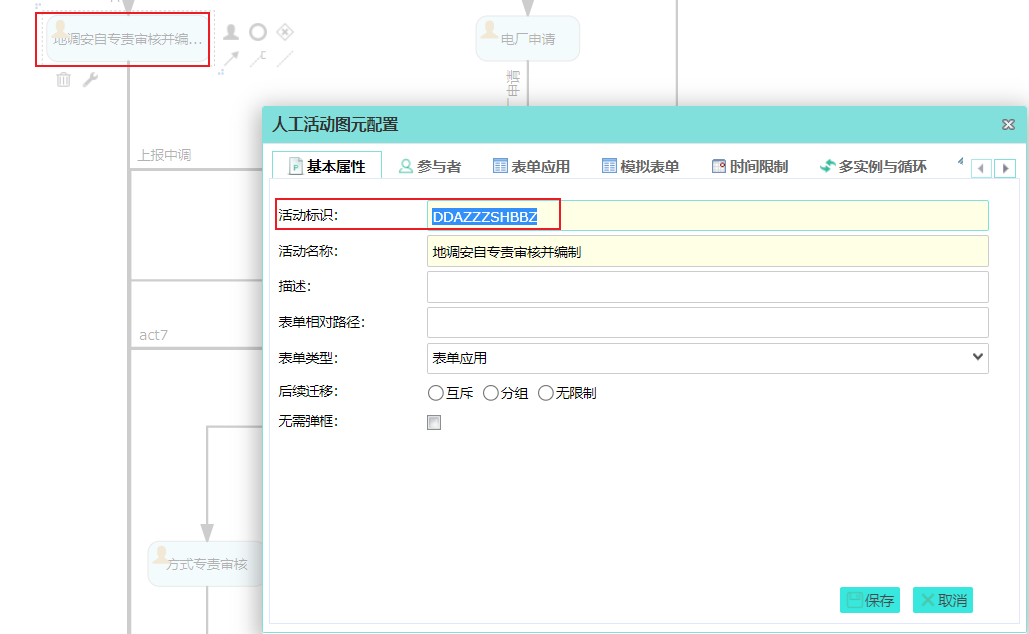 地调安自专责审核并编...
电厂申请
申请
上报中调
act7
方式专责审核
人工活动图元配置
基本属性 参与者 表单应用 模拟表单 时间限制 多实例与循环
活动标识: DDAZZZSHBBZ
活动名称: 地调安自专责审核并编制
描述:
表单相对路径:
表单类型: 表单应用
后续迁移: 互斥 分组 无限制
无需弹框:
保存 取消